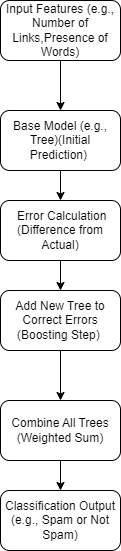 Input Features (e.g.,
Number of
Links,Presence of
Words)
Base Model (e.g.,
Tree)(Initial
Prediction)
Error Calculation
(Difference from
Actual)
Add New Tree to
Correct Errors
(Boosting Step)
Combine All Trees
(Weighted Sum)
Classification Output
(e.g., Spam or Not
Spam)